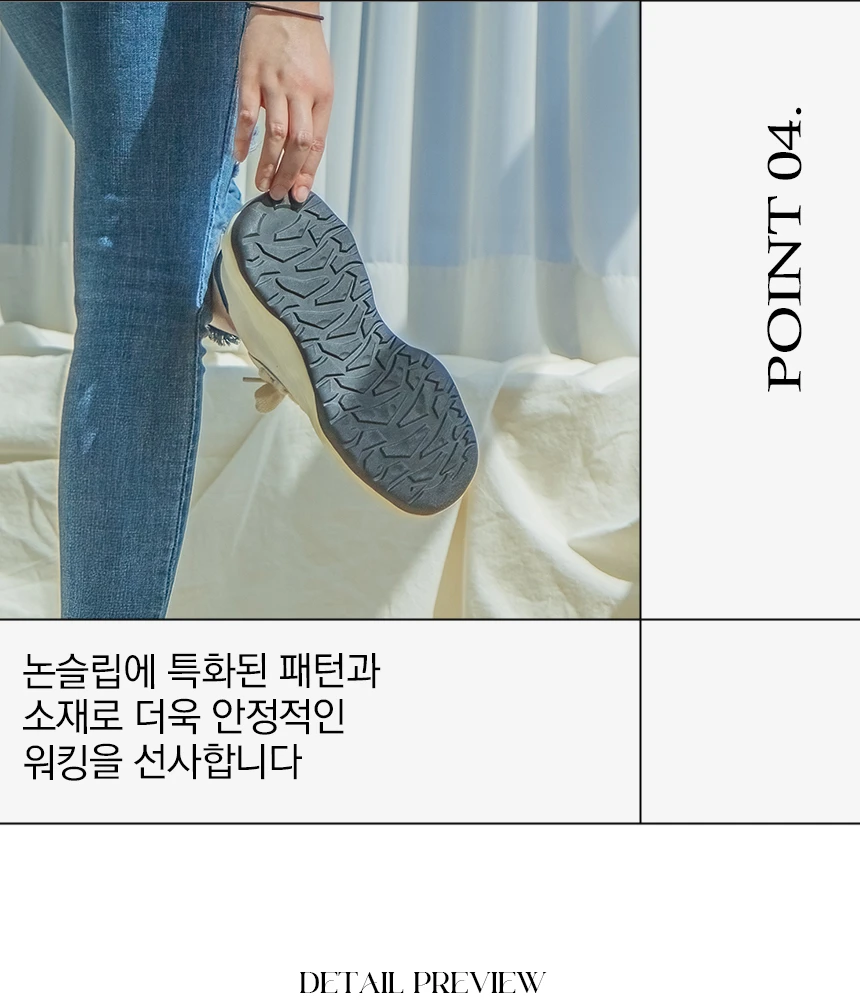 POINT 04.
논슬립에 특화된 패턴과
소재로 더욱 안정적인
워킹을 선사합니다
DETAIL PREVIEW